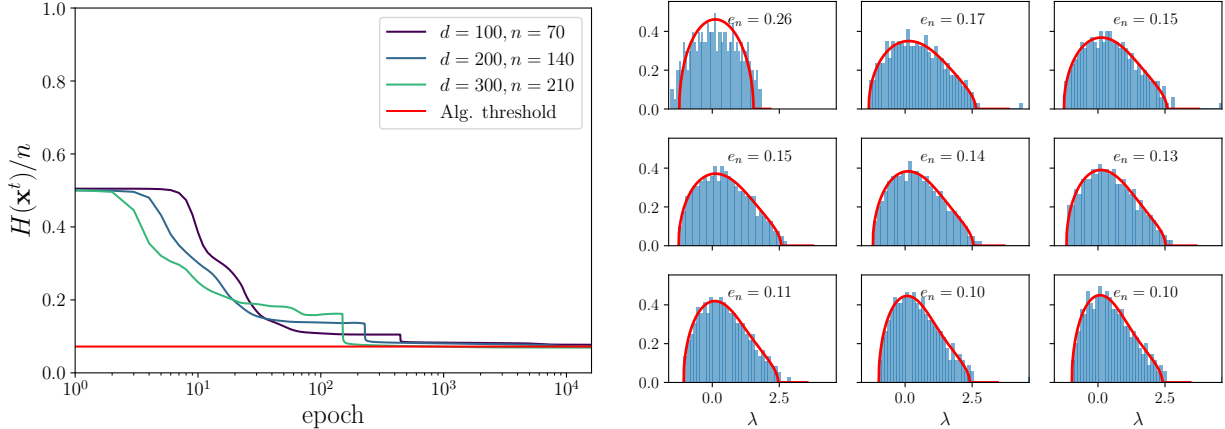 1.0
0.8
0.6
0.4
0.2
0.0
H(x^t)/n
10^0 10^1 10^2 10^3 10^4
epoch
d = 100, n = 70
d = 200, n = 140
d = 300, n = 210
Alg. threshold
0.4
0.2
0.0
e_n = 0.26
e_n = 0.17
e_n = 0.15
0.4
0.2
0.0
e_n = 0.15
e_n = 0.14
e_n = 0.13
0.4
0.2
0.0
e_n = 0.11
e_n = 0.10
e_n = 0.10
0.0 2.5
0.0 2.5
0.0 2.5
λ
λ
λ